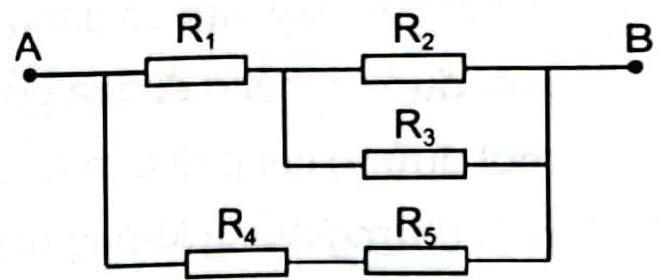 A R₁ R₂ B
R₃
R₄ R₅